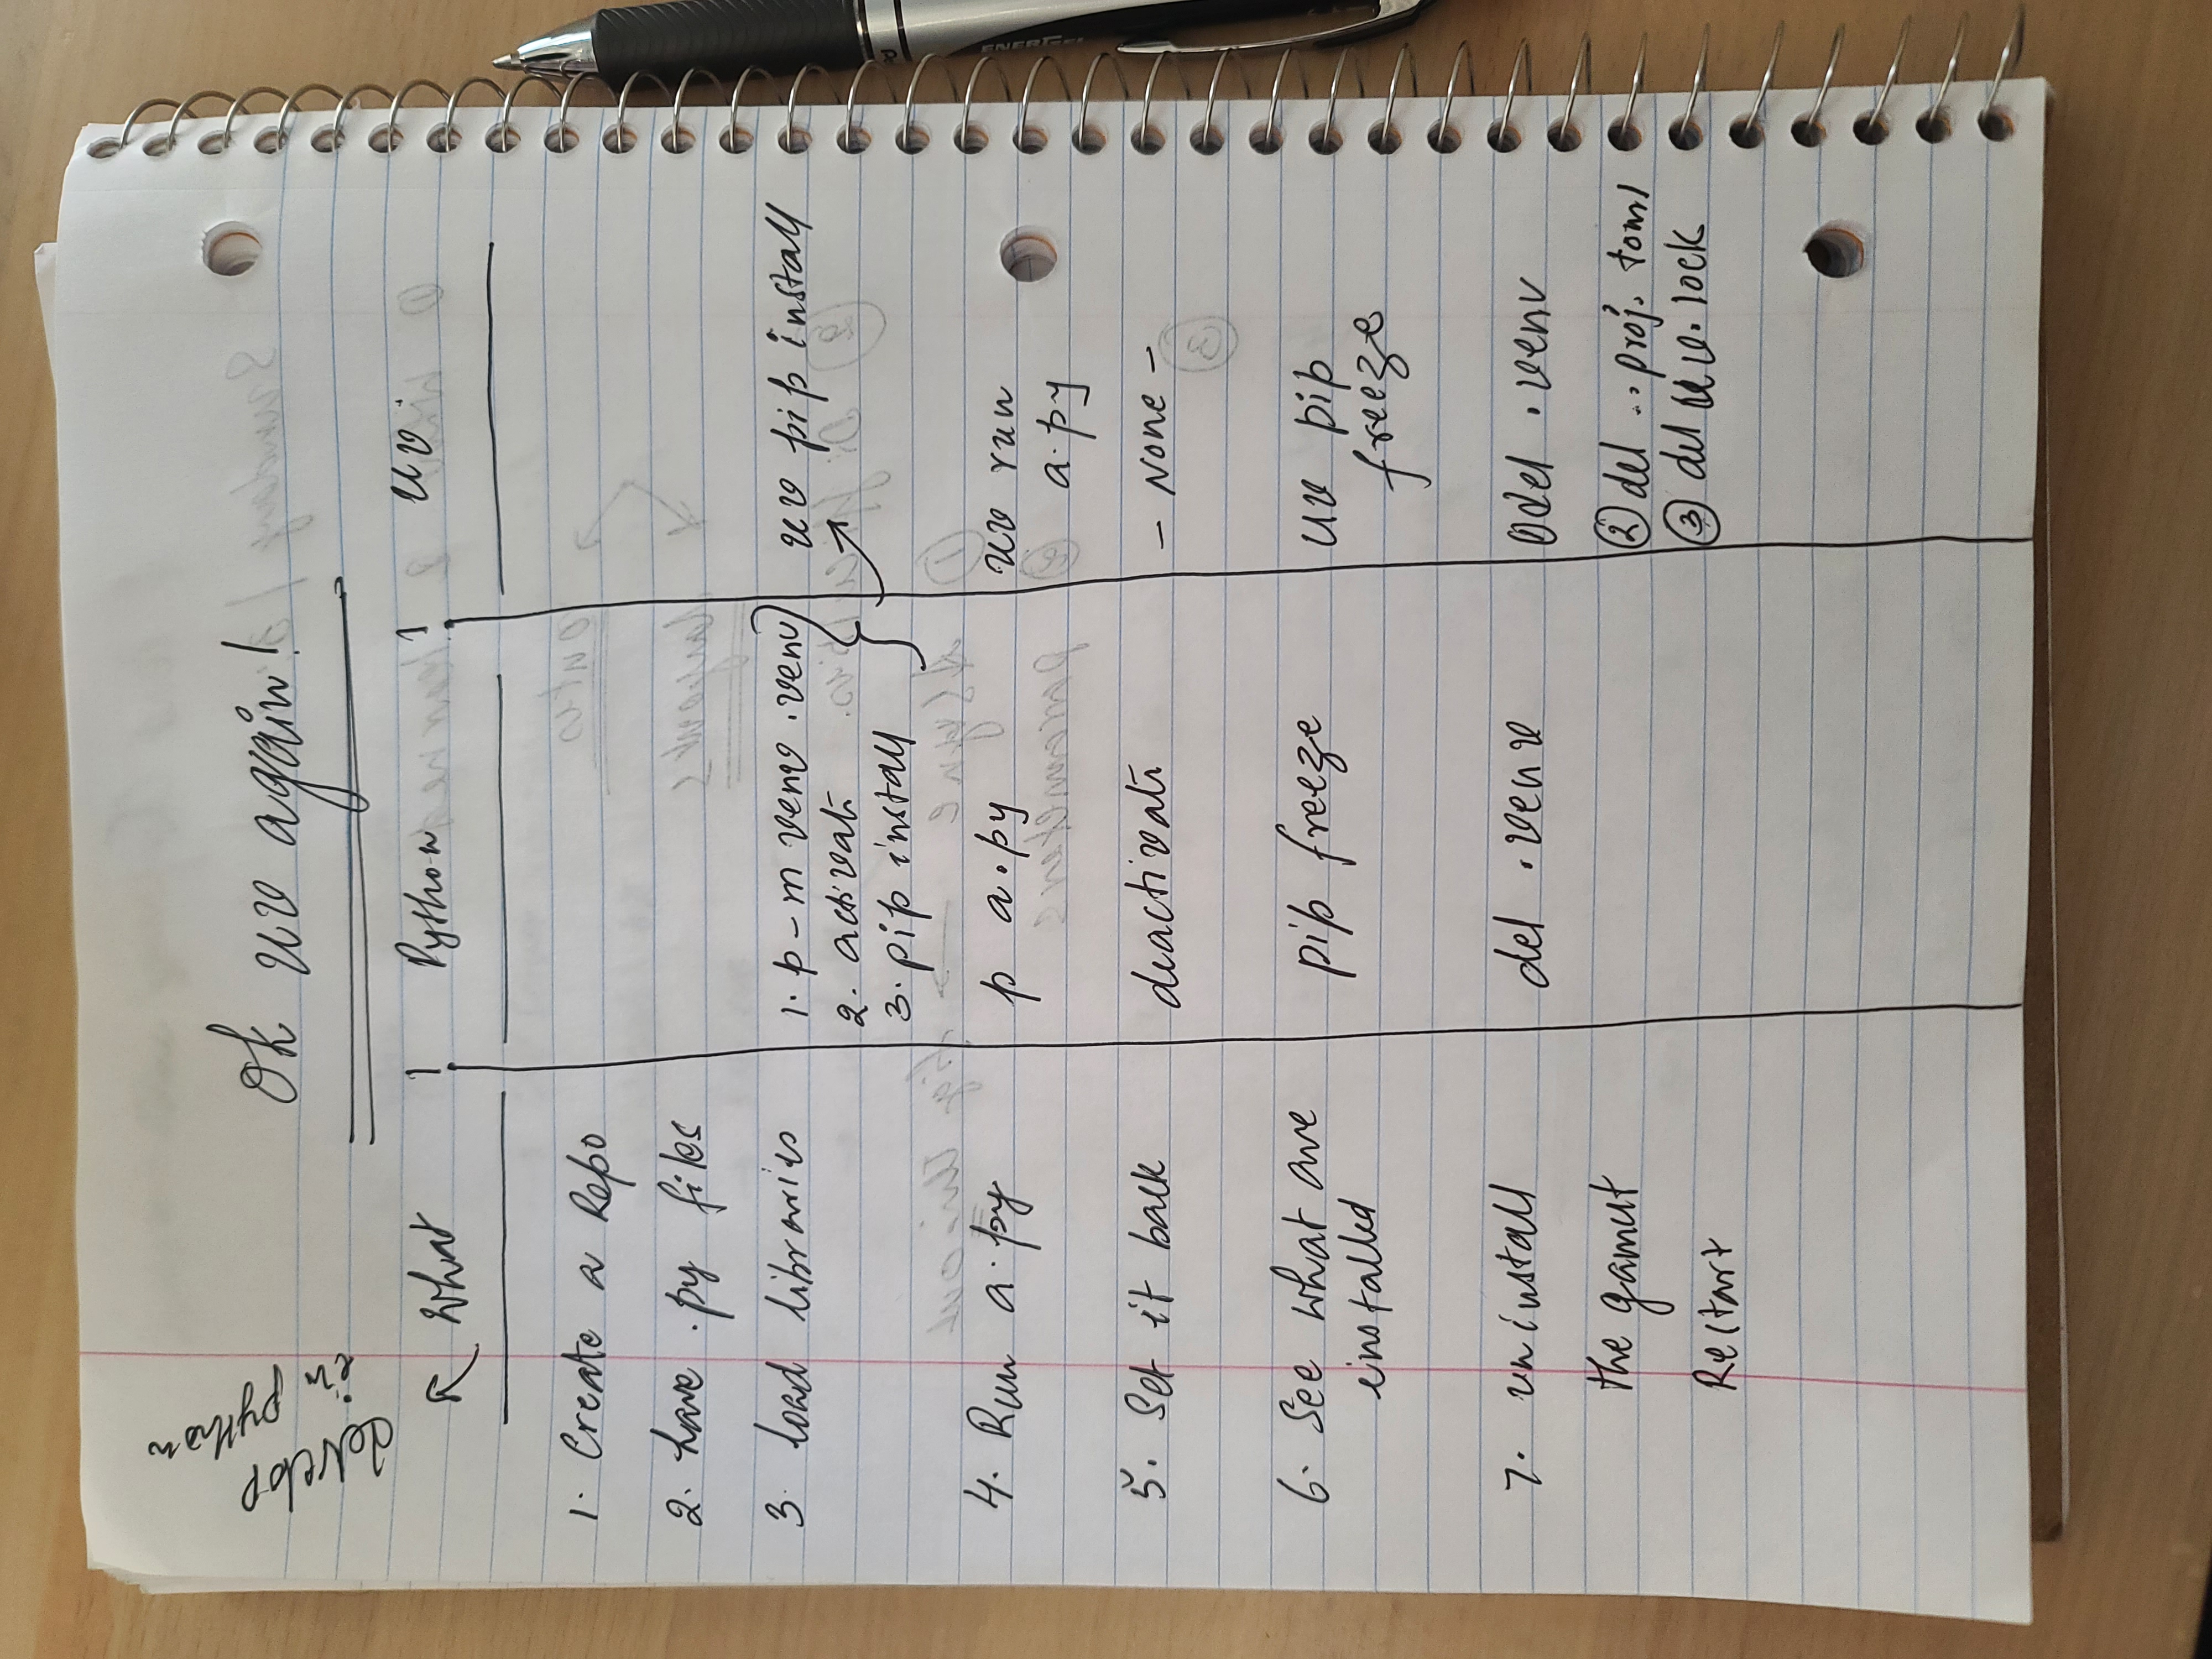 develop
in python
Ok uv again!
What
Python
uv
1. Create a Repo
2. have .py files
3. load libraries
1. p -m venv .venv
2. activate
3. pip install
uv pip install
4. Run a.py
p a.py
uv run
a.py
5. Set it back
deactivate
- None -
6. See what are
installed
pip freeze
uv pip
freeze
7. uninstall
the gamut
Restart
del .venv
① del .venv
② del .. proj. toml
③ del uv.lock